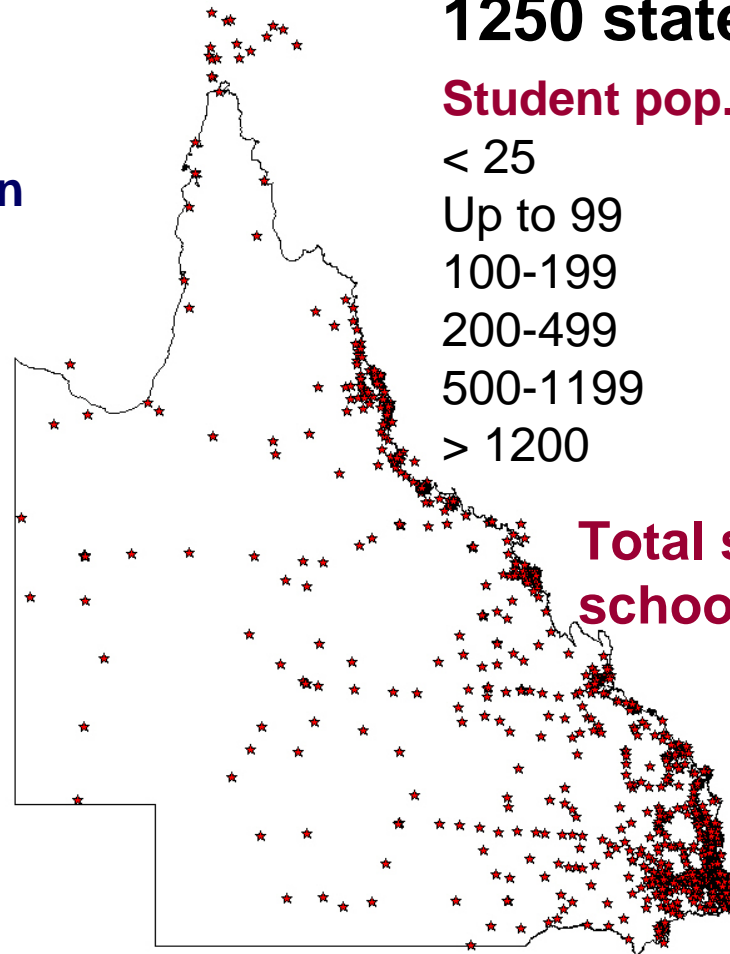 1250 state
Student pop.
< 25
Up to 99
100-199
200-499
500-1199
> 1200
n
Total s
schoo